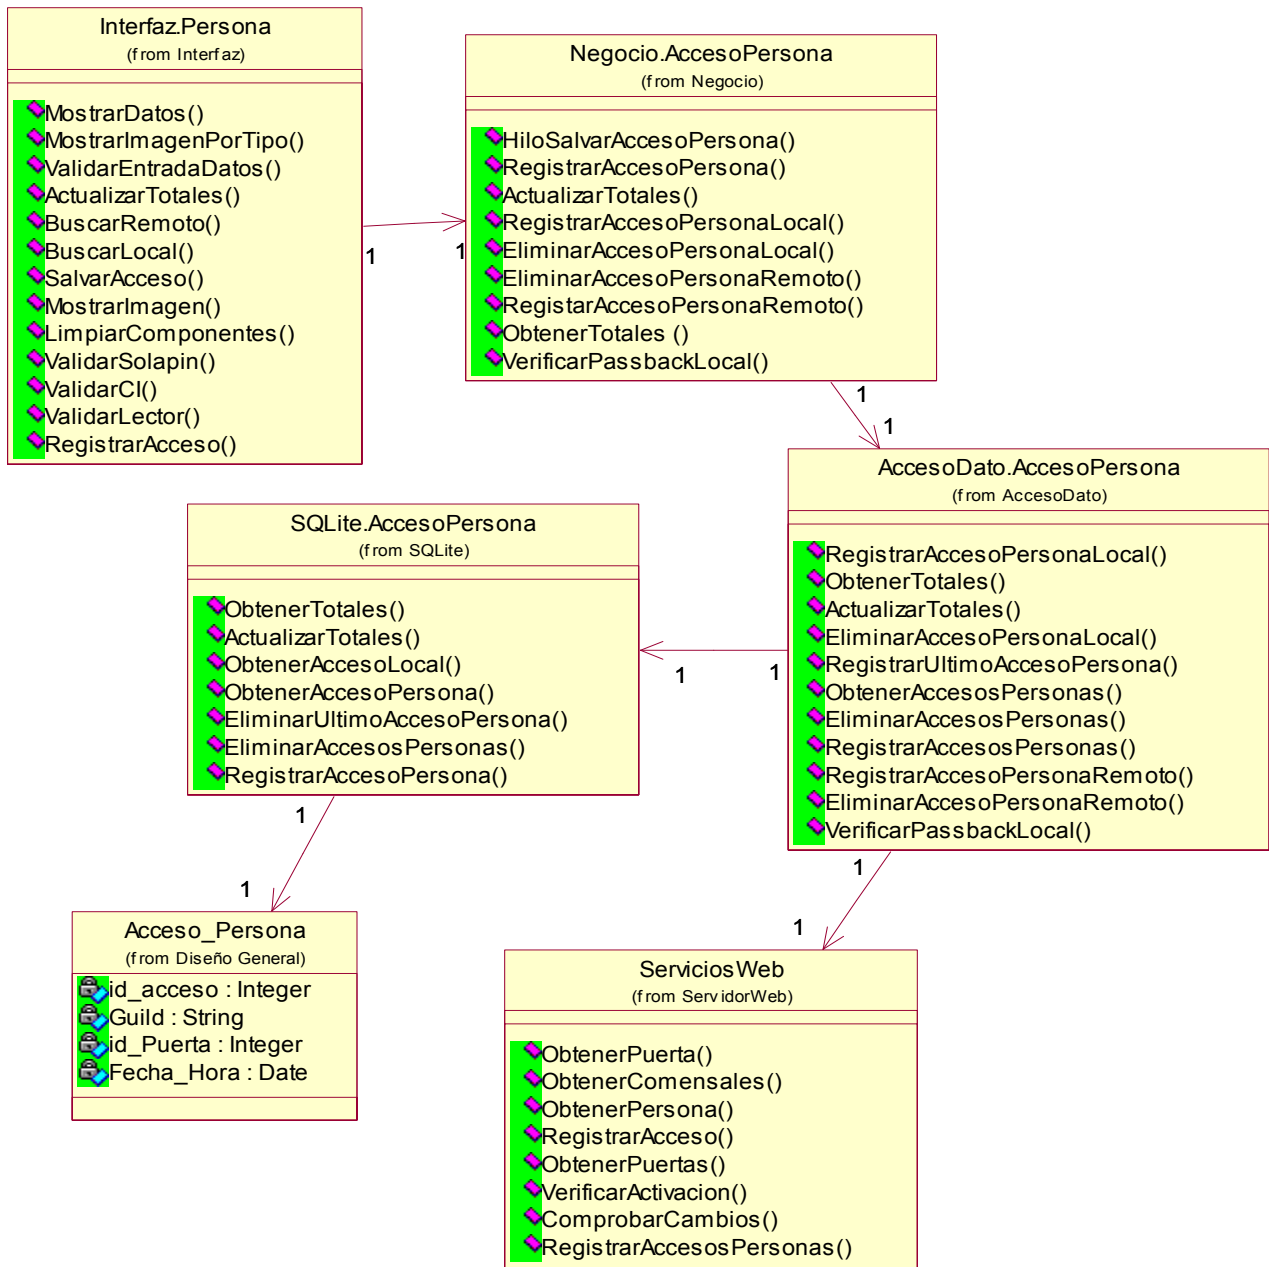 Interfaz.Persona
(from Interfaz)
MostrarDatos()
MostrarImagenPorTipo()
ValidarEntradaDatos()
ActualizarTotales()
BuscarRemoto()
BuscarLocal()
SalvarAcceso()
MostrarImagen()
LimpiarComponentes()
ValidarSolapin()
ValidarCI()
ValidarLector()
RegistrarAcceso()
1
1
Negocio.AccesoPersona
(from Negocio)
HiloSalvarAccesoPersona()
RegistrarAccesoPersona()
ActualizarTotales()
RegistrarAccesoPersonaLocal()
EliminarAccesoPersonaLocal()
EliminarAccesoPersonaRemoto()
RegistarAccesoPersonaRemoto()
ObtenerTotales ()
VerificarPassbackLocal()
1
1
AccesoDato.AccesoPersona
(from AccesoDato)
RegistrarAccesoPersonaLocal()
ObtenerTotales()
ActualizarTotales()
EliminarAccesoPersonaLocal()
RegistrarUltimoAccesoPersona()
ObtenerAccesosPersonas()
EliminarAccesosPersonas()
RegistrarAccesosPersonas()
RegistrarAccesoPersonaRemoto()
EliminarAccesoPersonaRemoto()
VerificarPassbackLocal()
1
1
SQLite.AccesoPersona
(from SQLite)
ObtenerTotales()
ActualizarTotales()
ObtenerAccesoLocal()
ObtenerAccesoPersona()
EliminarUltimoAccesoPersona()
EliminarAccesosPersonas()
RegistrarAccesoPersona()
1
1
Acceso_Persona
(from Diseño General)
id_acceso : Integer
GuiId : String
id_Puerta : Integer
Fecha_Hora : Date
1
1
ServiciosWeb
(from ServidorWeb)
ObtenerPuerta()
ObtenerComensales()
ObtenerPersona()
RegistrarAcceso()
ObtenerPuertas()
VerificarActivacion()
ComprobarCambios()
RegistrarAccesosPersonas()